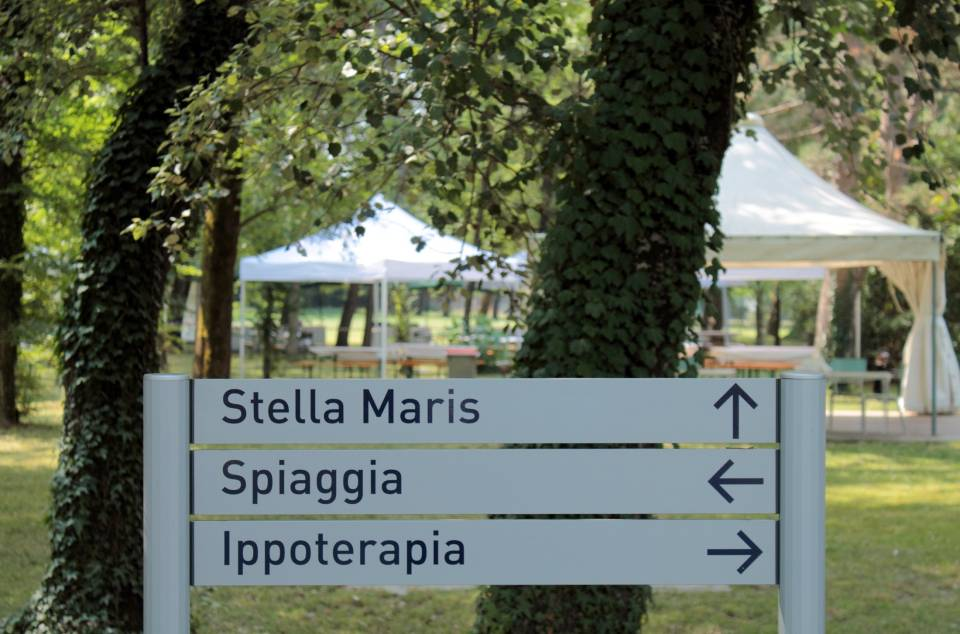 Stella Maris ↑
Spiaggia ←
Ippoterapia →